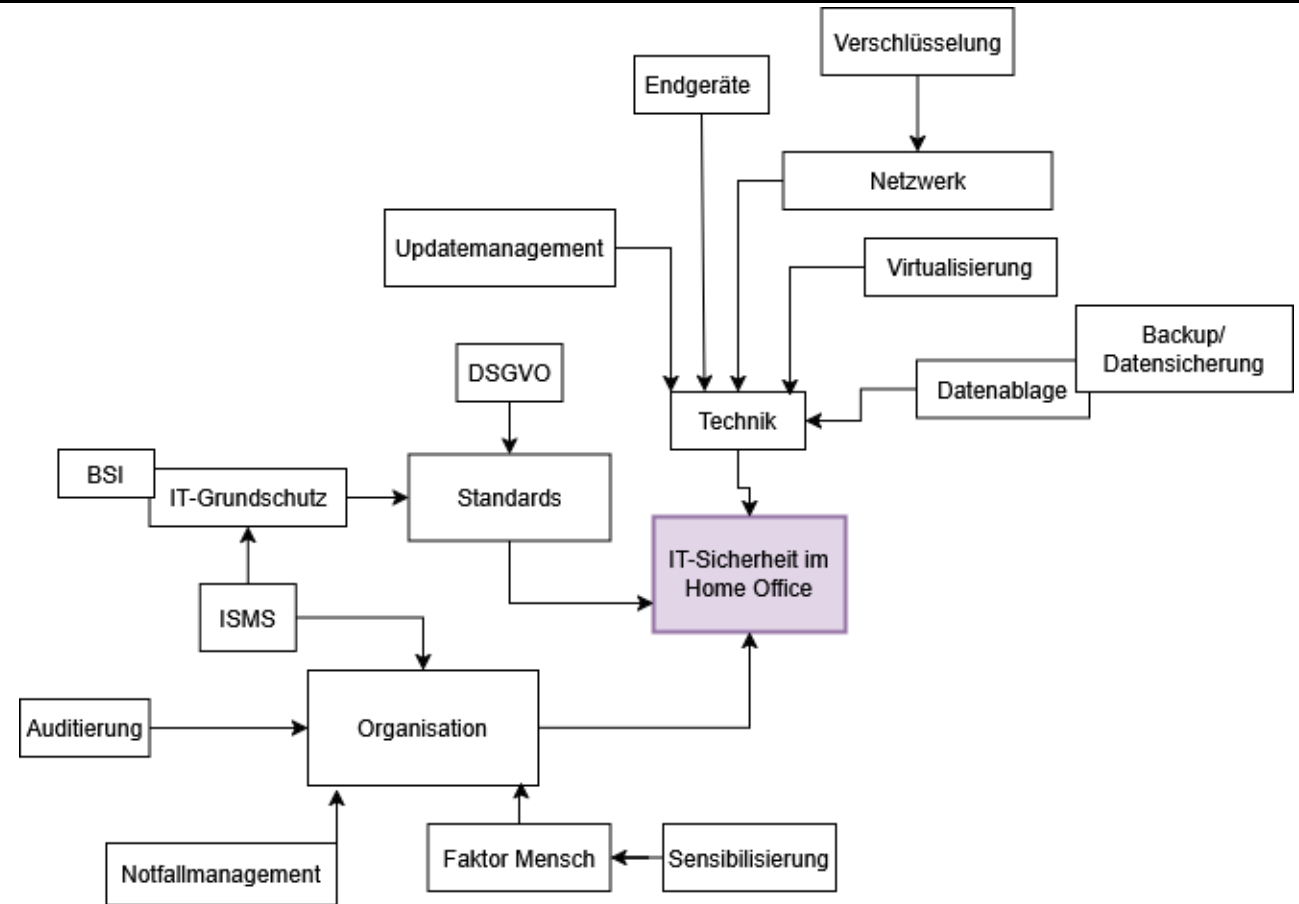 Verschlüsselung
Endgeräte
Netzwerk
Updatemanagement
Virtualisierung
Backup/
Datensicherung
DSGVO
Datenablage
Technik
BSI
IT-Grundschutz
Standards
IT-Sicherheit im
Home Office
ISMS
Auditierung
Organisation
Notfallmanagement
Faktor Mensch
Sensibilisierung